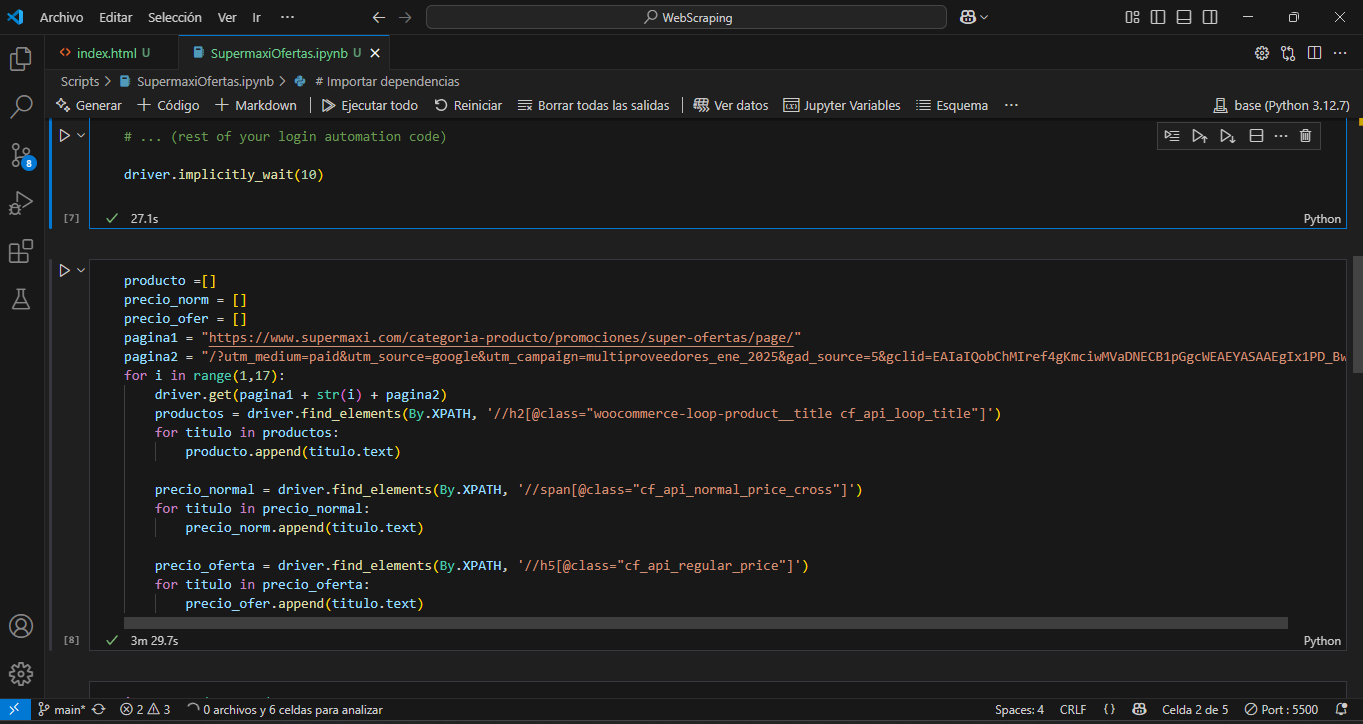 Archivo Editar Selección Ver Ir ··· WebScraping
index.html U SupermaxiOfertas.ipynb U
Scripts > SupermaxiOfertas.ipynb > # Importar dependencias
Generar + Código + Markdown Ejecutar todo Reiniciar Borrar todas las salidas Ver datos Jupyter Variables Esquema ··· base (Python 3.12.7)
# ... (rest of your login automation code)
driver.implicitly_wait(10)
[7] 27.1s Python
producto =[]
precio_norm = []
precio_ofer = []
pagina1 = "https://www.supermaxi.com/categoria-producto/promociones/super-ofertas/page/"
pagina2 = "/?utm_medium=paid&utm_source=google&utm_campaign=multiproveedores_ene_2025&gad_source=5&gclid=EAIaIQobChMIref4gKmciwMVaDNECB1pGgcWEAEYASAAEgIx1PD_Bw
for i in range(1,17):
driver.get(pagina1 + str(i) + pagina2)
productos = driver.find_elements(By.XPATH, '//h2[@class="woocommerce-loop-product__title cf_api_loop_title"]')
for titulo in productos:
producto.append(titulo.text)
precio_normal = driver.find_elements(By.XPATH, '//span[@class="cf_api_normal_price_cross"]')
for titulo in precio_normal:
precio_norm.append(titulo.text)
precio_oferta = driver.find_elements(By.XPATH, '//h5[@class="cf_api_regular_price"]')
for titulo in precio_oferta:
precio_ofer.append(titulo.text)
[8] 3m 29.7s Python
8
main* 2 3 0 archivos y 6 celdas para analizar Spaces: 4 CRLF {} Celda 2 de 5 Port : 5500